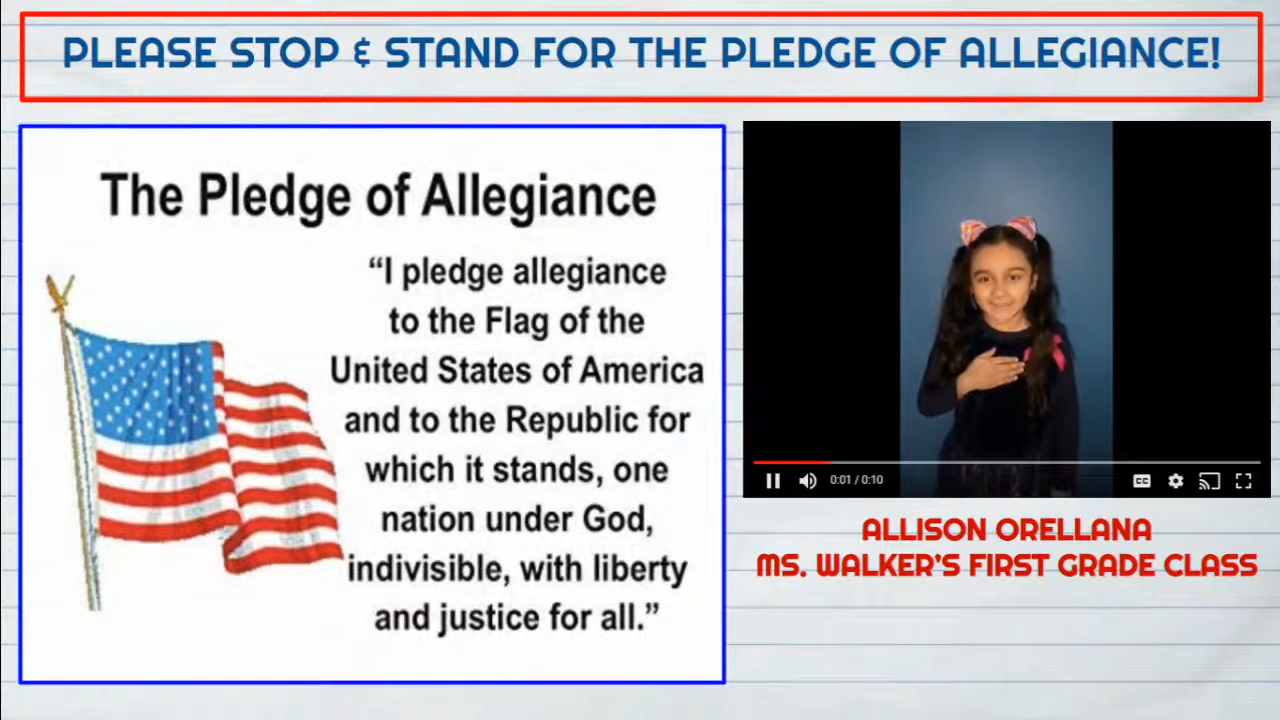 PLEASE STOP & STAND FOR THE PLEDGE OF ALLEGIANCE!
The Pledge of Allegiance
“I pledge allegiance
to the Flag of the
United States of America
and to the Republic for
which it stands, one
nation under God,
indivisible, with liberty
and justice for all.”
0:01 / 0:10
CC
ALLISON ORELLANA
MS. WALKER'S FIRST GRADE CLASS